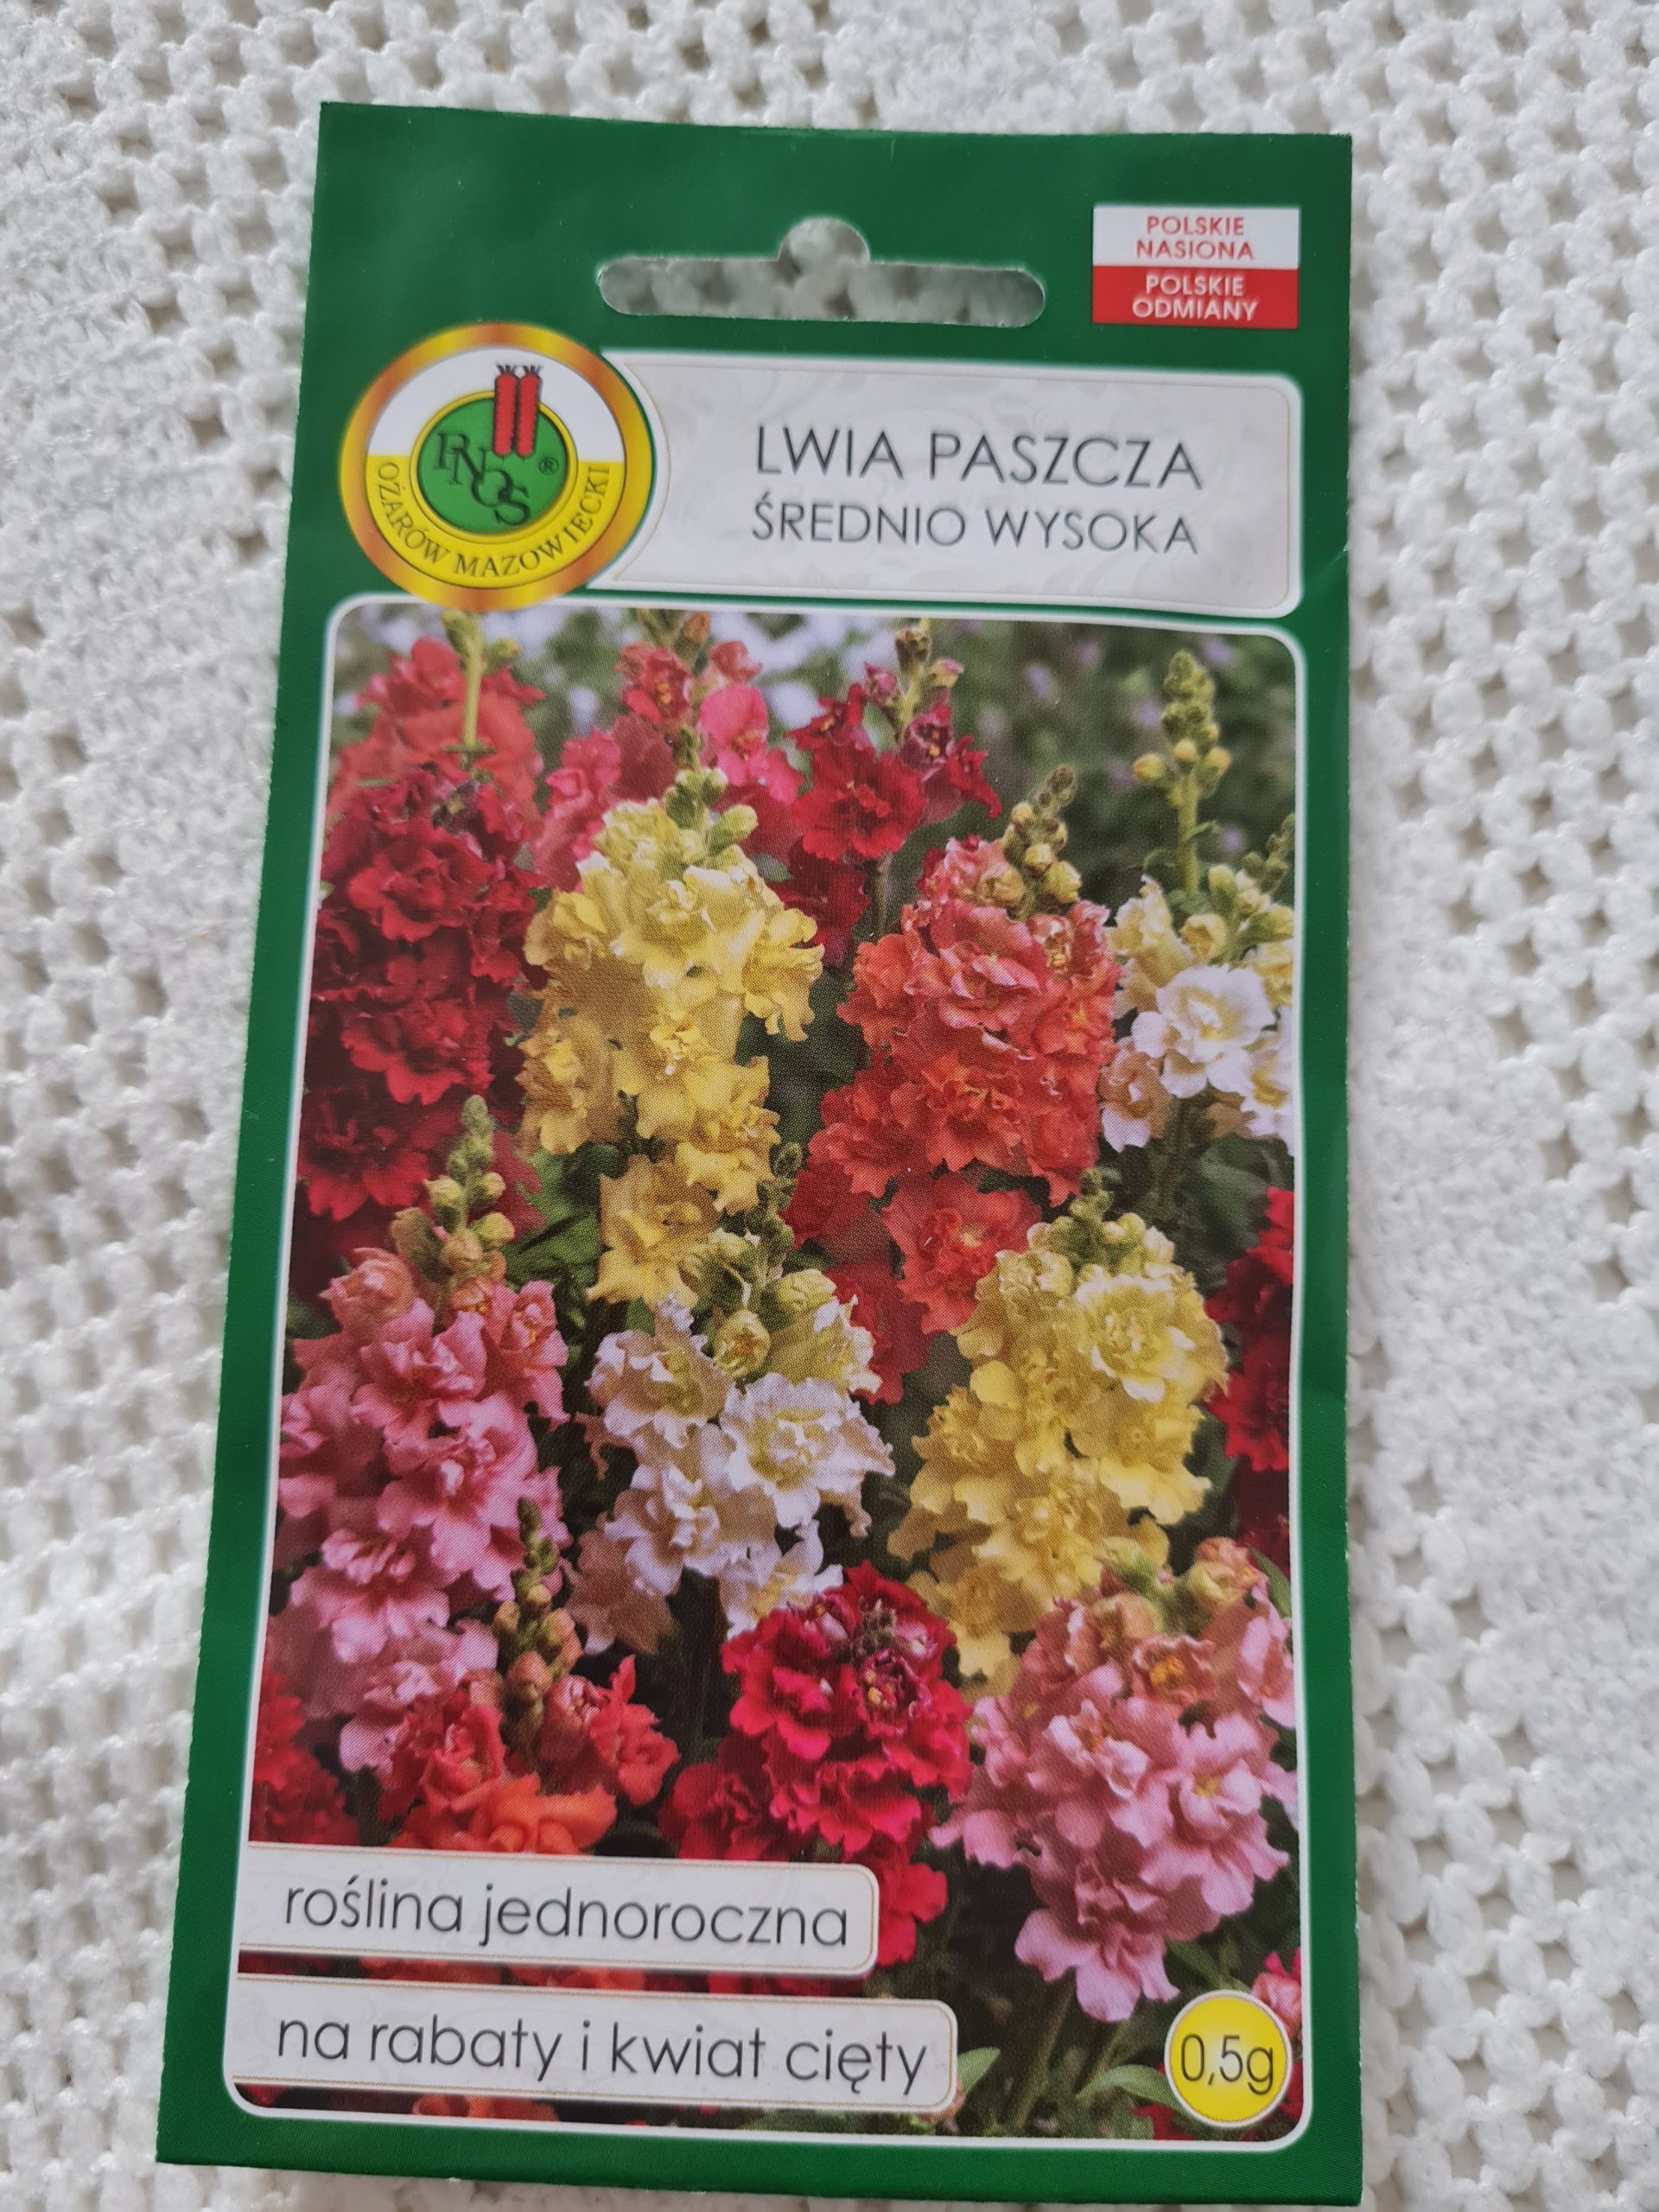 POLSKIE
NASIONA
POLSKIE
ODMIANY
PNOS ®
OŻARÓW MAZOWIECKI
LWIA PASZCZA
ŚREDNIO WYSOKA
roślina jednoroczna
na rabaty i kwiat cięty
0,5g